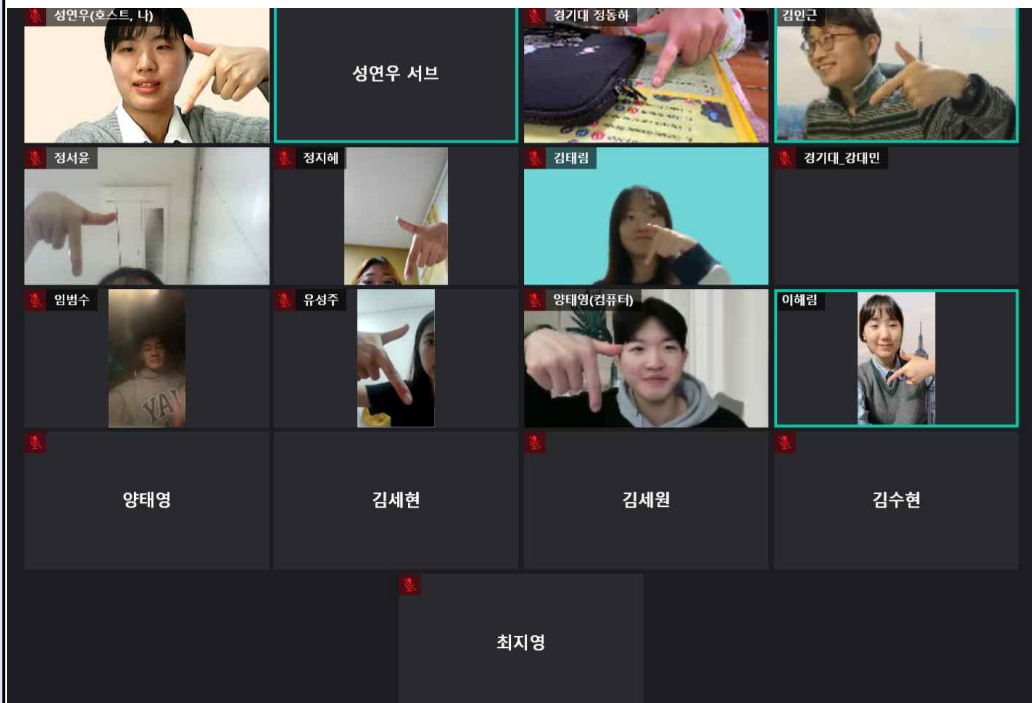 성연우(호스트, 나)
성연우 서브
경기대 정동하
김인근
정서윤
정지혜
김태림
경기대_강대민
임범수
유성주
양태영(컴퓨터)
이혜림
양태영
김세현
김세원
김수현
최지영